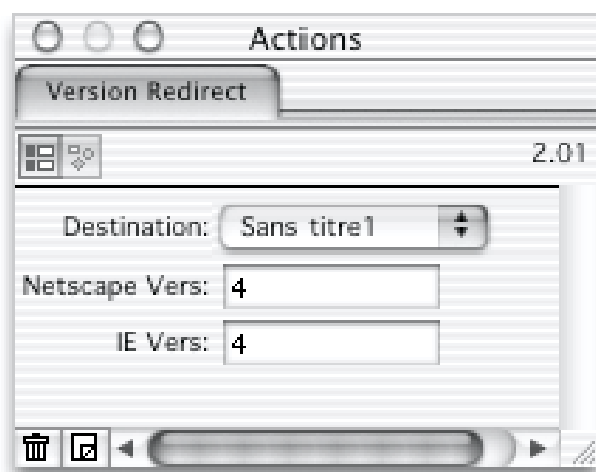 Actions
Version Redirect
2.01
Destination: Sans titre1
Netscape Vers: 4
IE Vers: 4